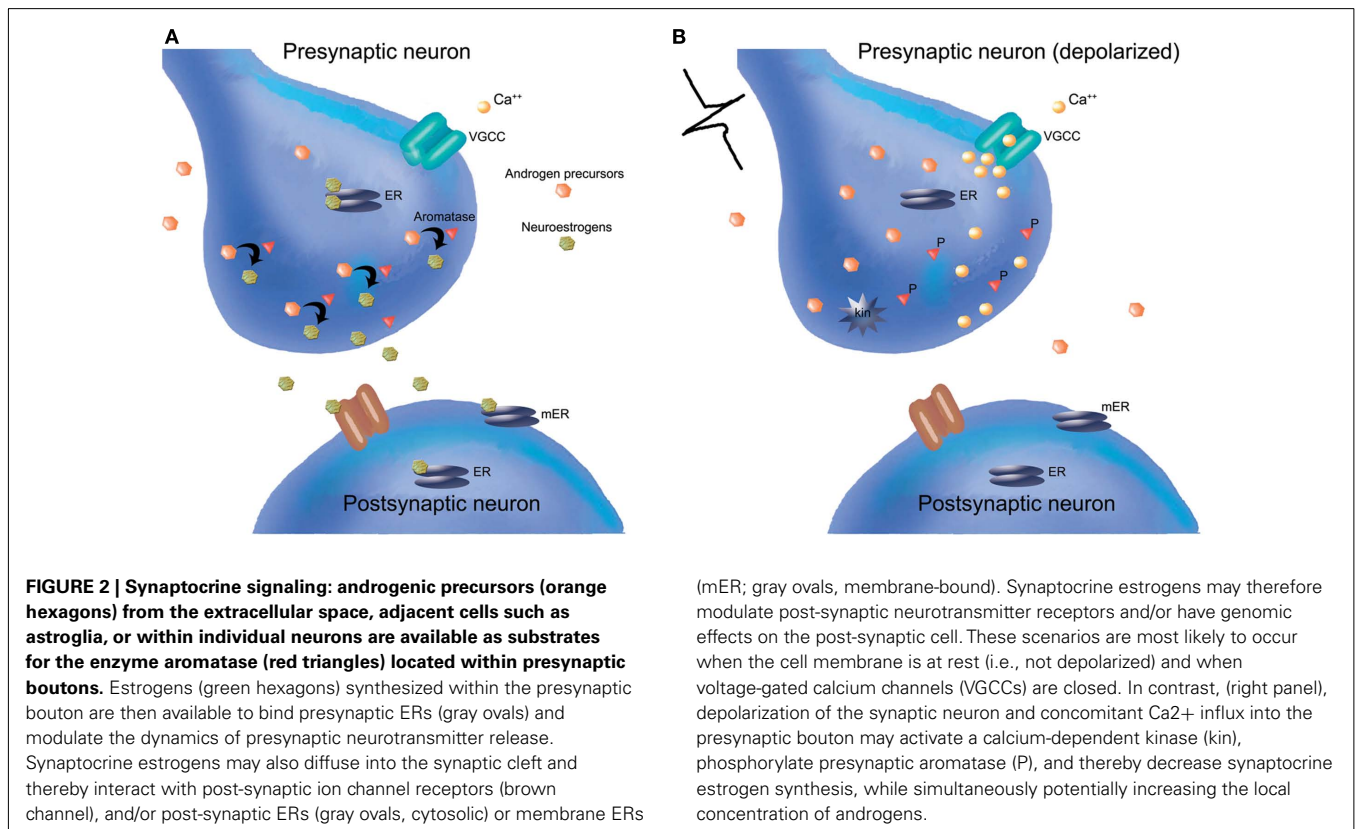 A
Presynaptic neuron
Ca++
VGCC
Androgen precursors
ER
Aromatase
Neuroestrogens
mER
ER
Postsynaptic neuron
B
Presynaptic neuron (depolarized)
Ca++
VGCC
ER
P
P
P
P
kin
mER
ER
Postsynaptic neuron
FIGURE 2 | Synaptocrine signaling: androgenic precursors (orange
hexagons) from the extracellular space, adjacent cells such as
astroglia, or within individual neurons are available as substrates
for the enzyme aromatase (red triangles) located within presynaptic
boutons. Estrogens (green hexagons) synthesized within the presynaptic
bouton are then available to bind presynaptic ERs (gray ovals) and
modulate the dynamics of presynaptic neurotransmitter release.
Synaptocrine estrogens may also diffuse into the synaptic cleft and
thereby interact with post-synaptic ion channel receptors (brown
channel), and/or post-synaptic ERs (gray ovals, cytosolic) or membrane ERs
(mER; gray ovals, membrane-bound). Synaptocrine estrogens may therefore
modulate post-synaptic neurotransmitter receptors and/or have genomic
effects on the post-synaptic cell. These scenarios are most likely to occur
when the cell membrane is at rest (i.e., not depolarized) and when
voltage-gated calcium channels (VGCCs) are closed. In contrast, (right panel),
depolarization of the synaptic neuron and concomitant Ca2+ influx into the
presynaptic bouton may activate a calcium-dependent kinase (kin),
phosphorylate presynaptic aromatase (P), and thereby decrease synaptocrine
estrogen synthesis, while simultaneously potentially increasing the local
concentration of androgens.